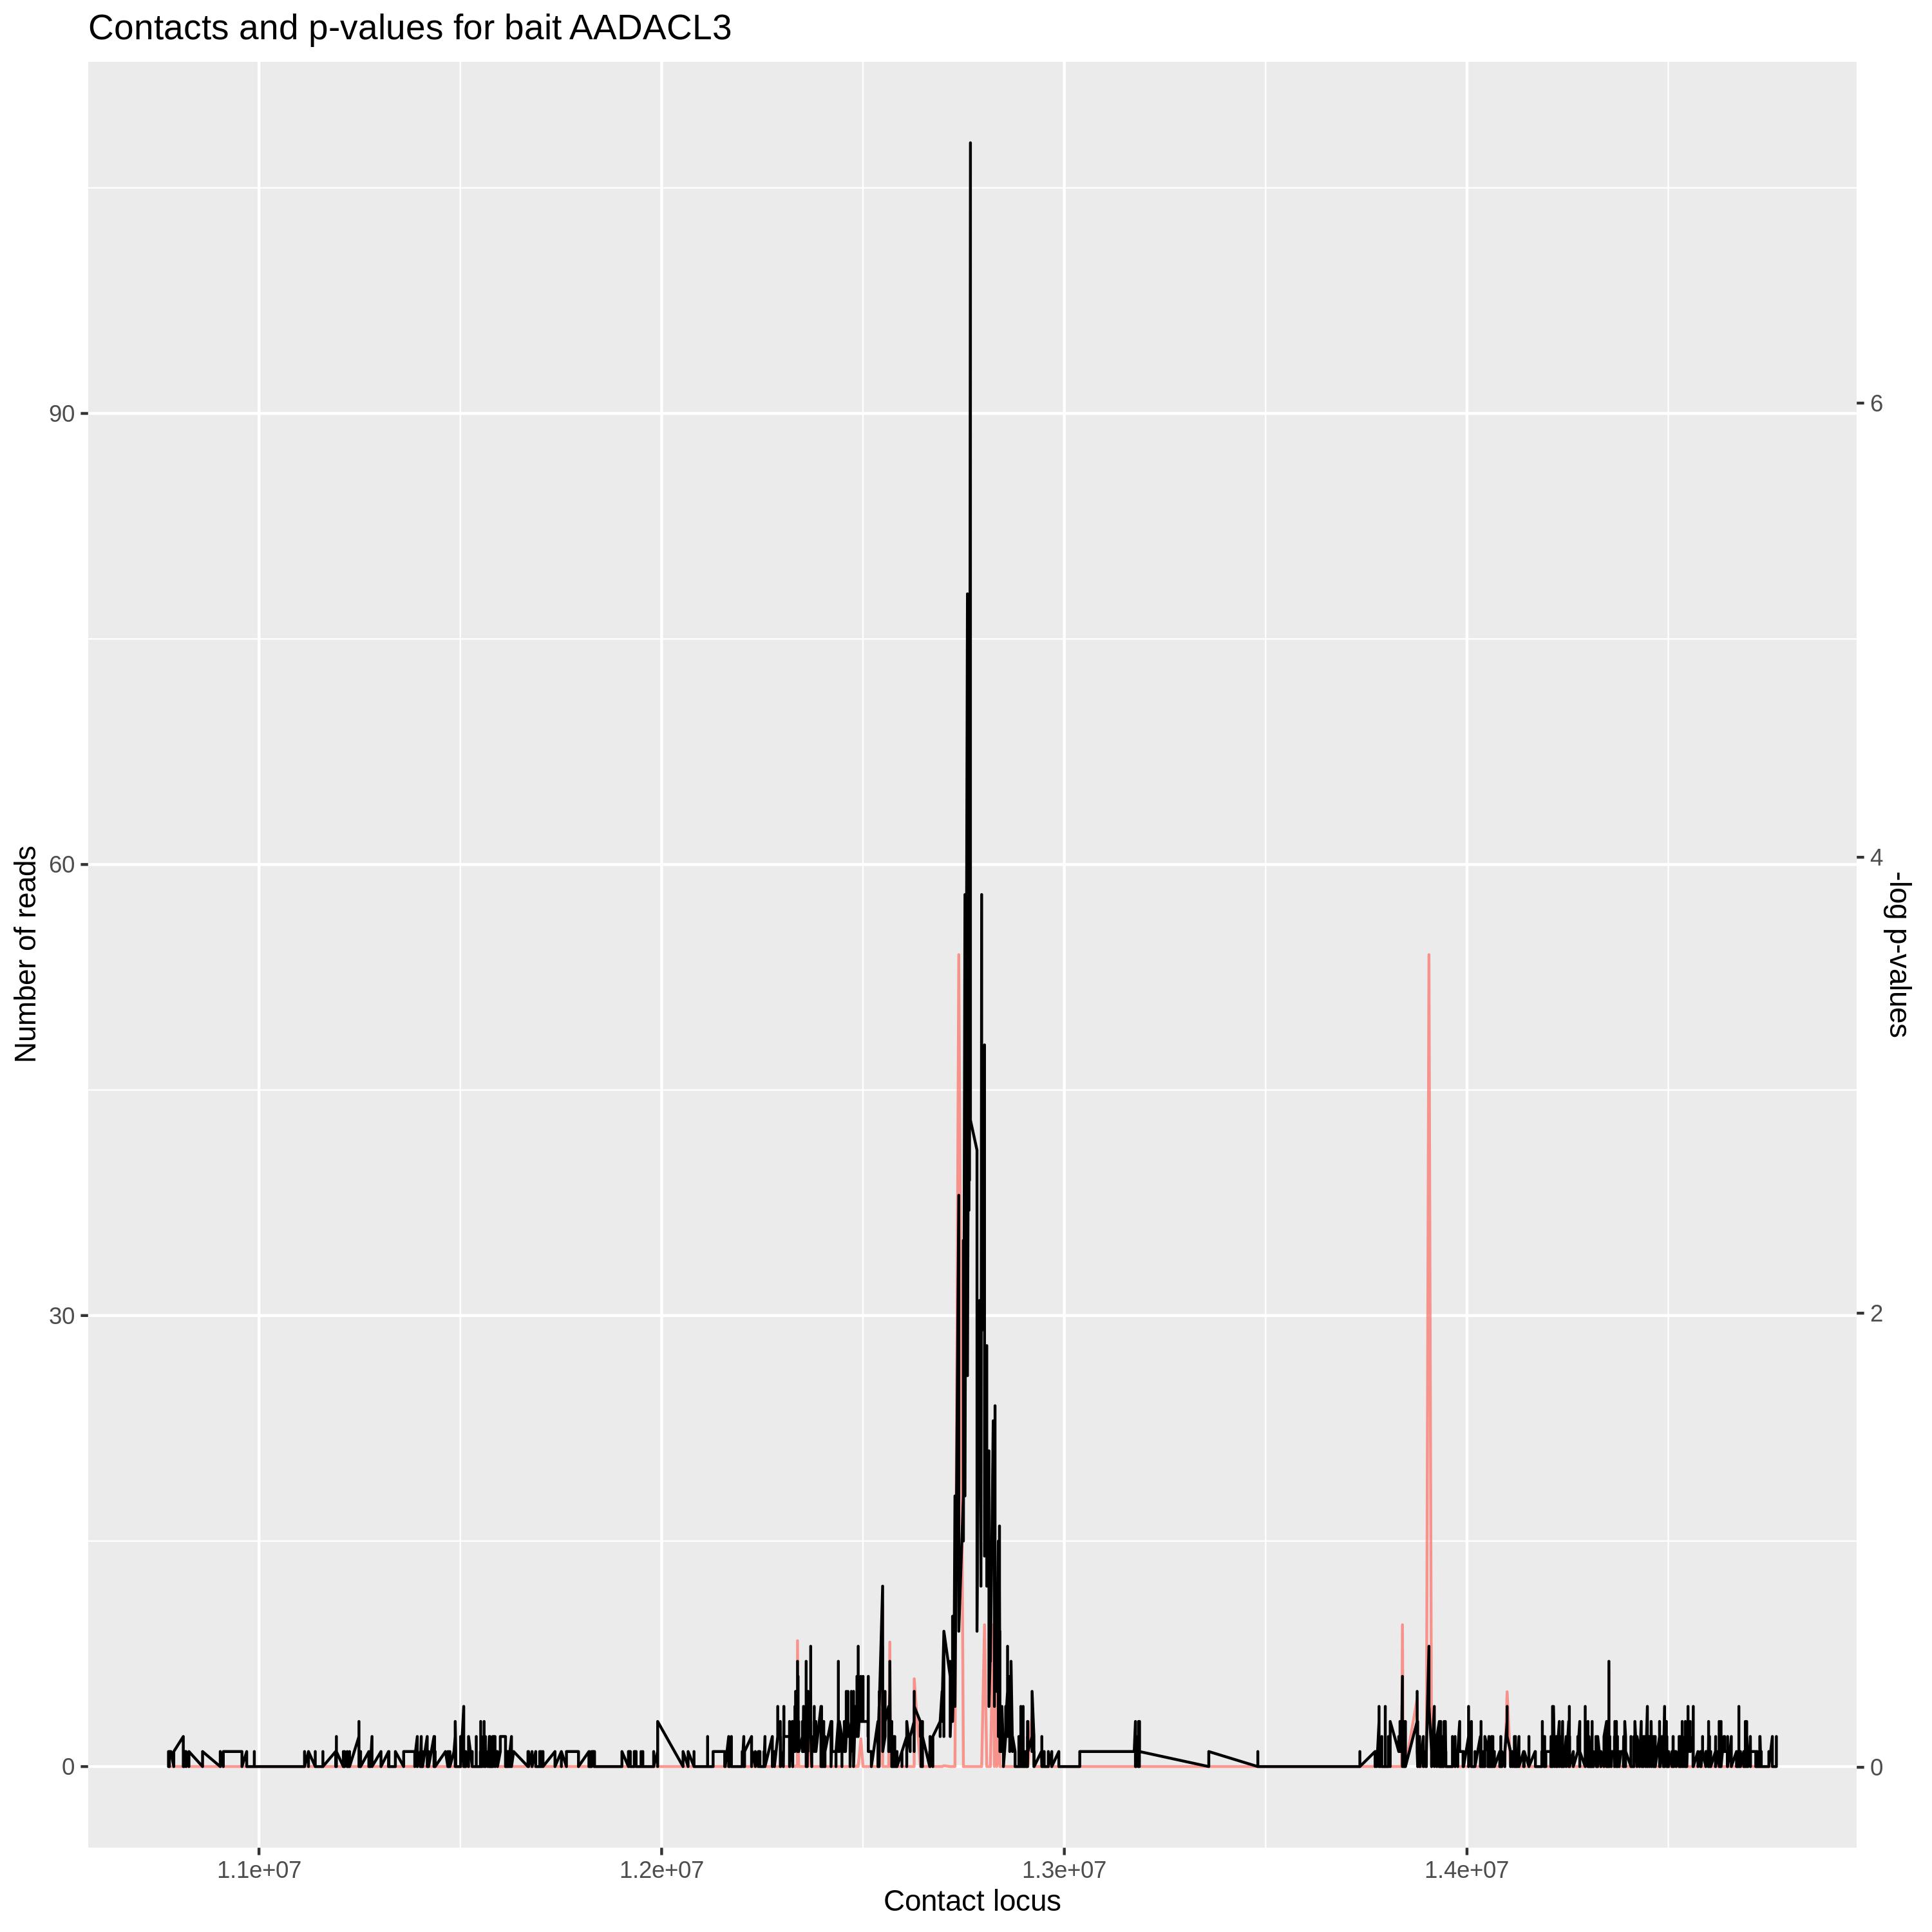 Contacts and p-values for bait AADACL3
90
60
30
0
Number of reads
6
4
2
0
-log p-values
1.1e+07 1.2e+07 1.3e+07 1.4e+07
Contact locus